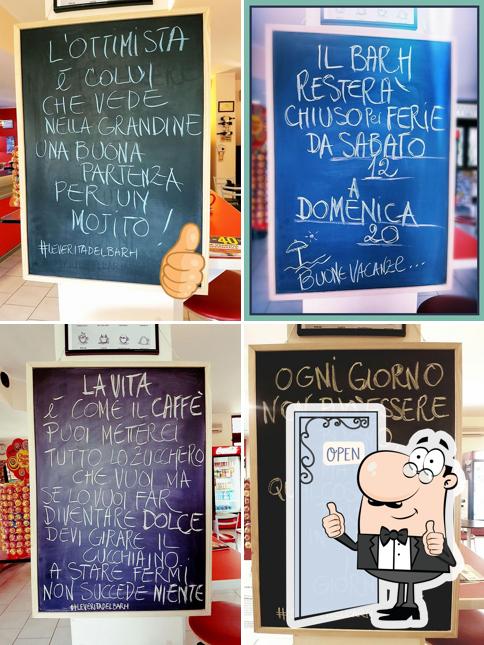 L'OTTIMISTA
è COLUI
CHE VEDE
NELLA GRANDINE
UNA BUONA
PARTENZA
PER UN
MOJITO!
#LEVERITADELBARH
IL BARH
RESTERA'
CHIUSO PeR FERIE
DA SABATO
12
A
DOMENICA
20
BUONE VACANZE...
LA VITA
è COME IL CAFFÈ
PUOI METTERCI
TUTTO LO ZUCCHERO
CHE VUOI MA
SE LO VUOI FAR
DIVENTARE DOLCE
DEVI GIRARE IL
CUCCHIAINO.
A STARE FERMI
NON SUCCEDE NIENTE
#LEVERITADELBARH
OGNI GIORNO
NON
ESSERE
OPEN